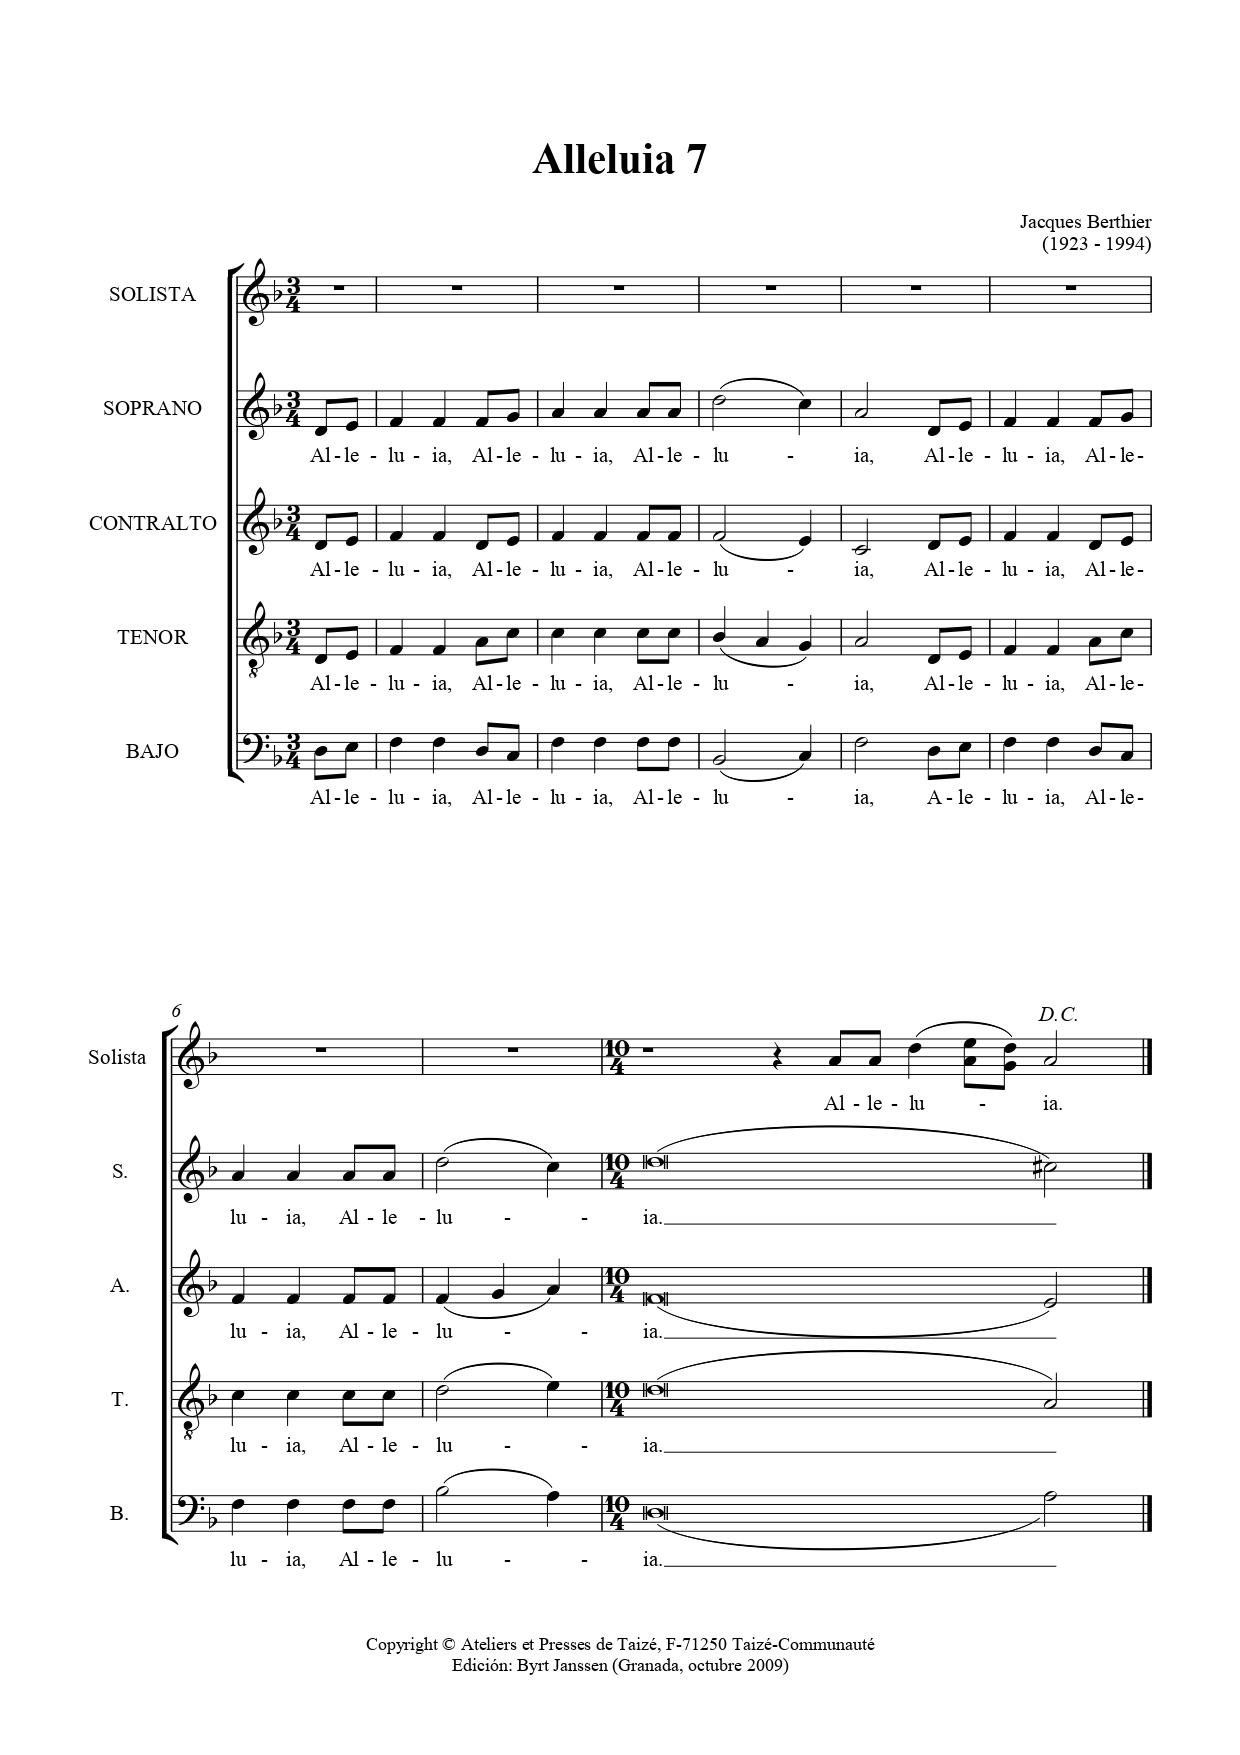 Alleluia 7
Jacques Berthier
(1923 - 1994)
SOLISTA
SOPRANO
Al - le - lu - ia, Al - le - lu - ia, Al - le - lu - ia, Al - le - lu - ia, Al - le -
CONTRALTO
Al - le - lu - ia, Al - le - lu - ia, Al - le - lu - ia, Al - le - lu - ia, Al - le -
TENOR
Al - le - lu - ia, Al - le - lu - ia, Al - le - lu - ia, Al - le - lu - ia, Al - le -
BAJO
Al - le - lu - ia, Al - le - lu - ia, Al - le - lu - ia, A - le - lu - ia, Al - le -
6
D.C.
Solista
Al - le - lu - ia.
S.
lu - ia, Al - le - lu - - ia.
A.
lu - ia, Al - le - lu - - ia.
T.
lu - ia, Al - le - lu - - ia.
B.
lu - ia, Al - le - lu - - ia.
Copyright © Ateliers et Presses de Taizé, F-71250 Taizé-Communauté
Edición: Byrt Janssen (Granada, octubre 2009)